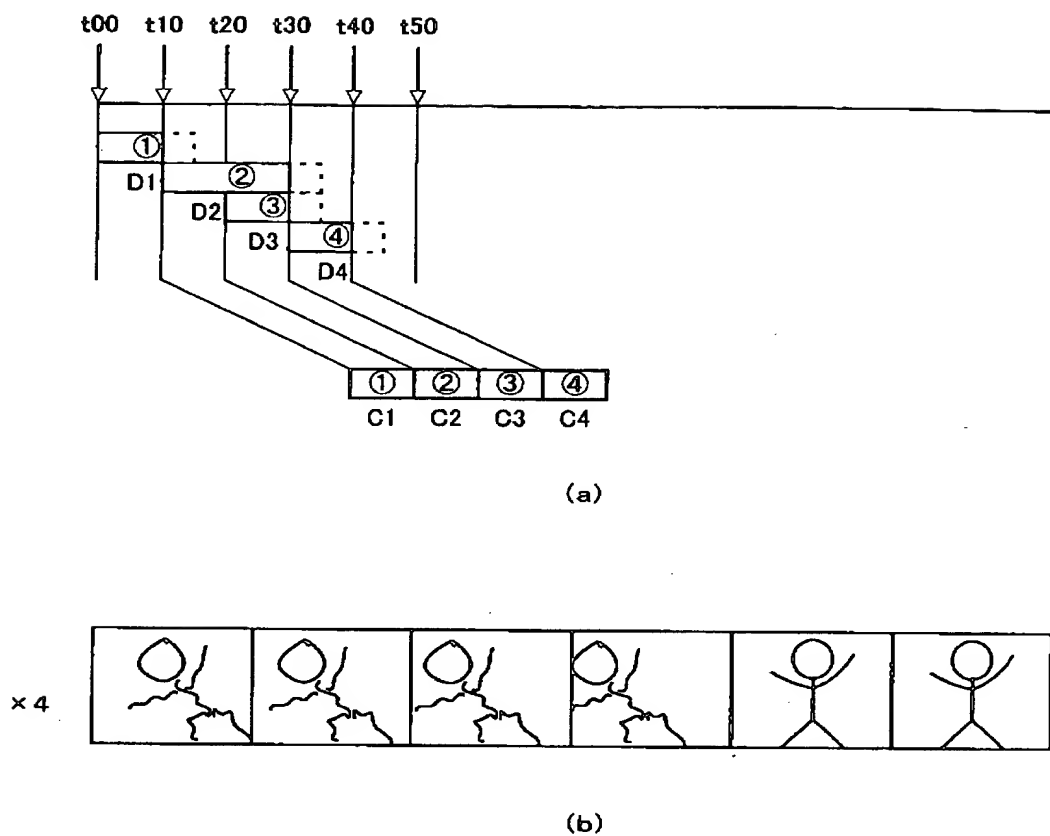 t00 t10 t20 t30 t40 t50
①
D1 ②
D2 ③
D3 ④
D4
① ② ③ ④
C1 C2 C3 C4
(a)
×4
(b)